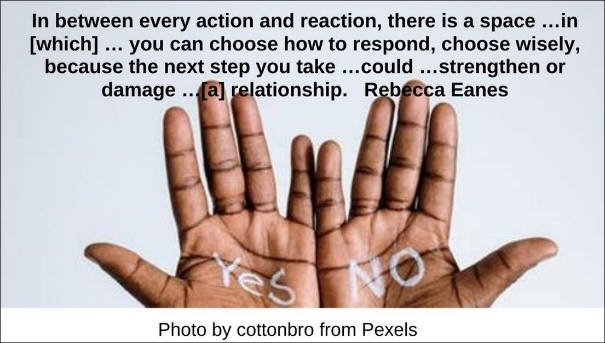 In between every action and reaction, there is a space …in
[which] … you can choose how to respond, choose wisely,
because the next step you take …could …strengthen or
damage …[a] relationship.   Rebecca Eanes
Yes NO
Photo by cottonbro from Pexels